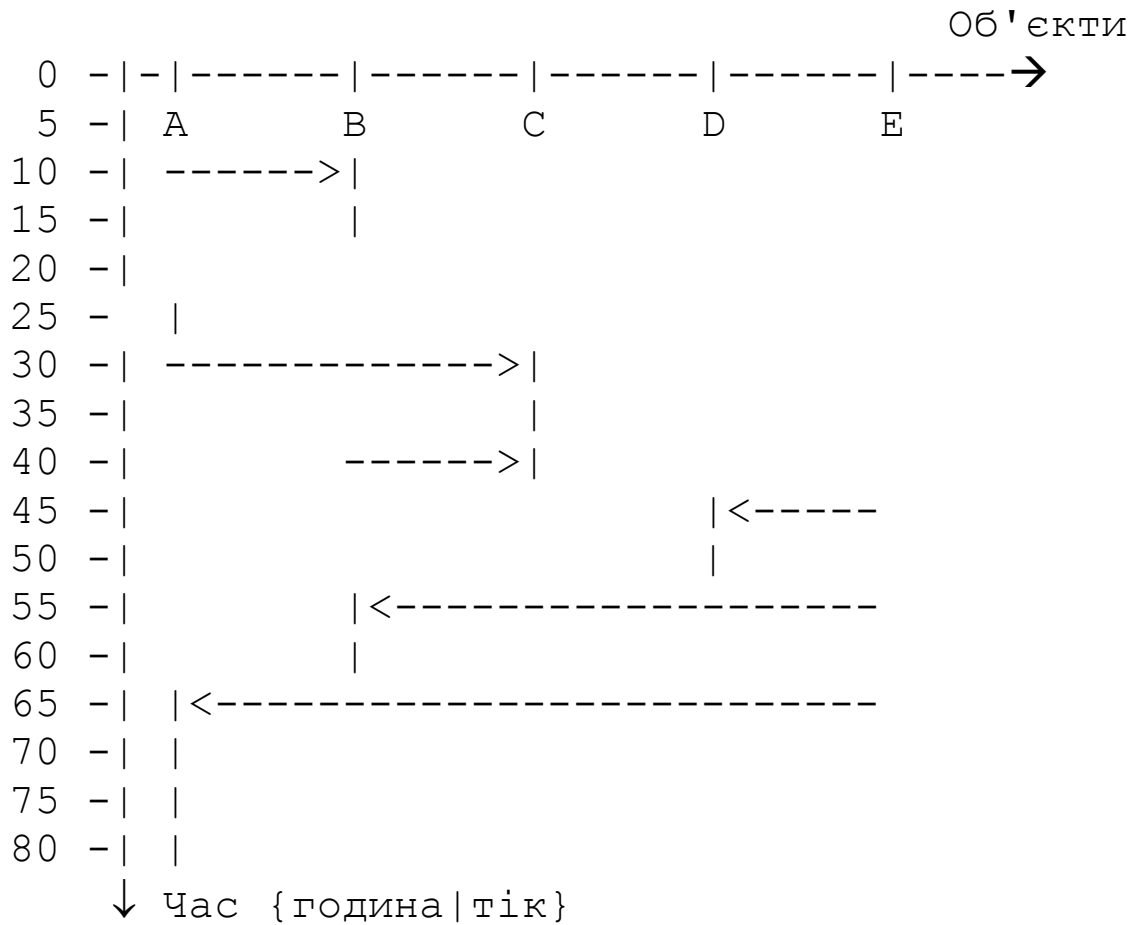 Об'єкти
0 -|-|------|------|------|------|----→
5 -| A      B      C      D      E
10 -| ------>|
15 -|        |
20 -|
25 -  |
30 -| ------------->|
35 -|               |
40 -|        ------>|
45 -|                      |<-----
50 -|                      |
55 -|        |<-------------------
60 -|        |
65 -| |<--------------------------
70 -| |
75 -| |
80 -| |
↓ Час {година|тік}